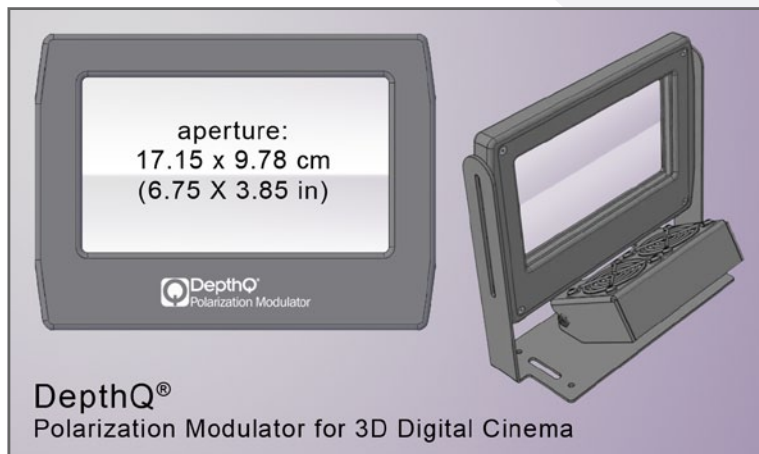 aperture:
17.15 x 9.78 cm
(6.75 X 3.85 in)
DepthQ®
Polarization Modulator
DepthQ®
Polarization Modulator for 3D Digital Cinema